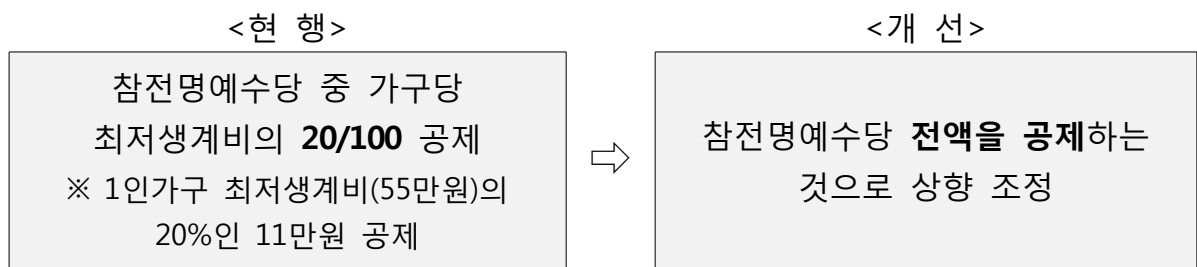 <현 행>
참전명예수당 중 가구당
최저생계비의 20/100 공제
※ 1인가구 최저생계비(55만원)의
20%인 11만원 공제
⇨
<개 선>
참전명예수당 전액을 공제하는
것으로 상향 조정